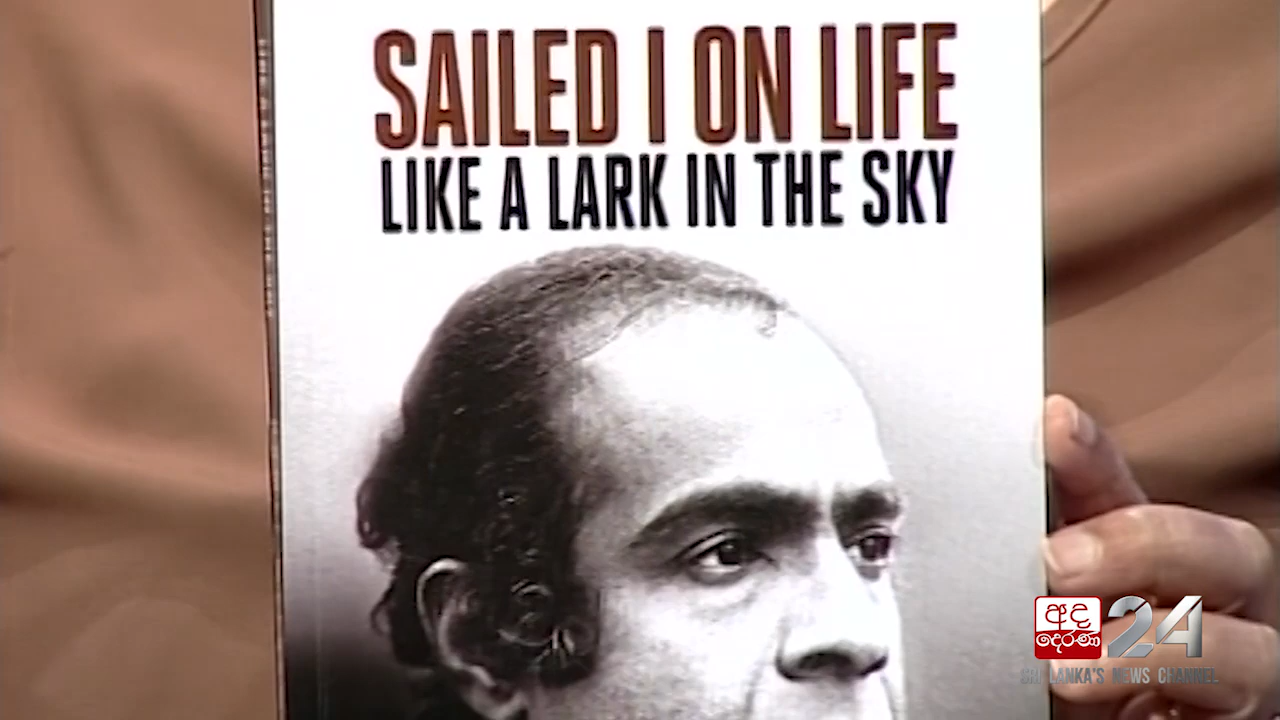 SAILED I ON LIFE
LIKE A LARK IN THE SKY
අද
දෙරණ
24
SRI LANKA'S NEWS CHANNEL